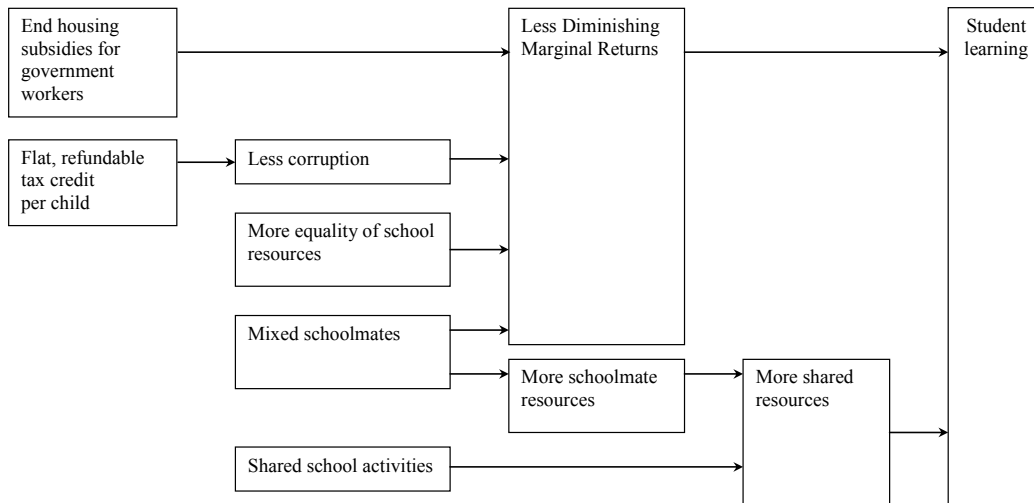 End housing
subsidies for
government
workers
Less Diminishing
Marginal Returns
Student
learning
Flat, refundable
tax credit
per child
Less corruption
More equality of school
resources
Mixed schoolmates
More schoolmate
resources
More shared
resources
Shared school activities